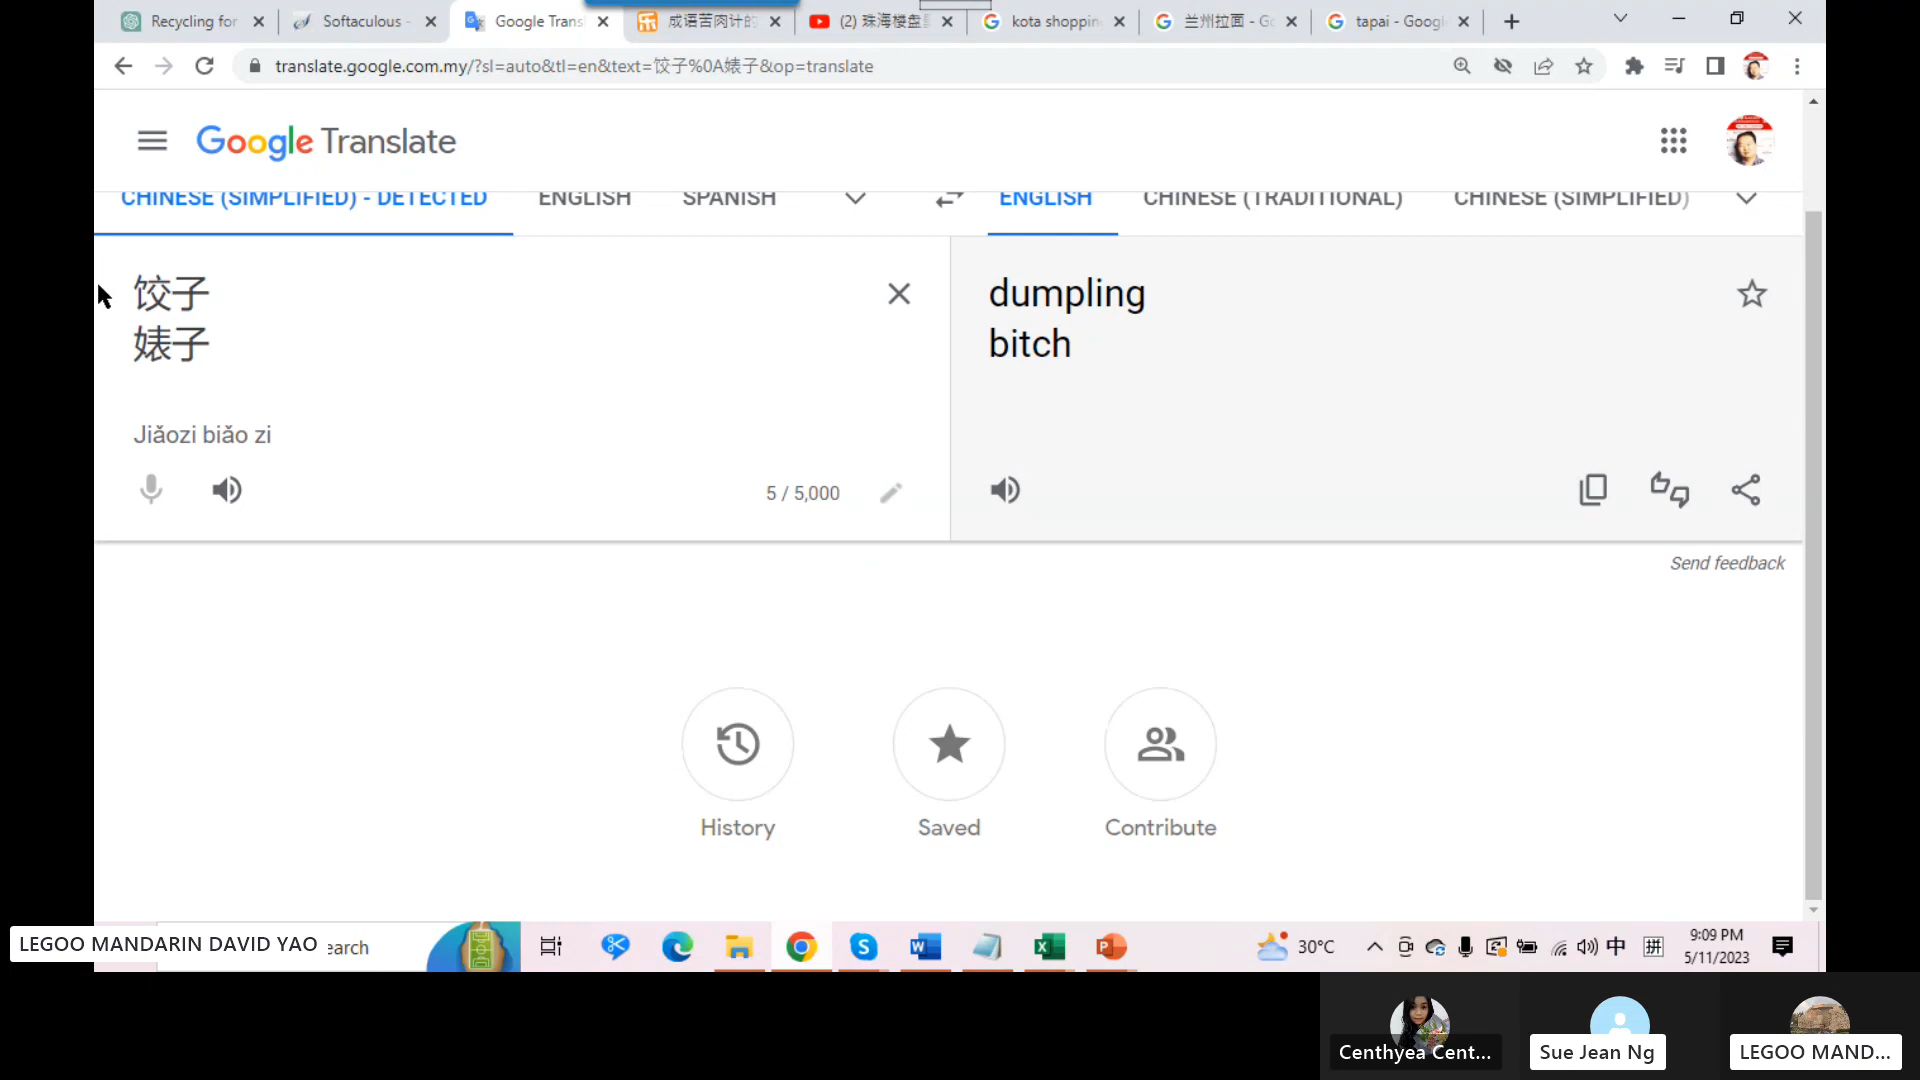 Recycling for
Softaculous -
Google Trans
成语苦肉计的
(2) 珠海楼盘
kota shoppin
兰州拉面 - Go
tapai - Google
translate.google.com.my/?sl=auto&tl=en&text=饺子%0A婊子&op=translate
Google Translate
CHINESE (SIMPLIFIED) - DETECTED
ENGLISH
SPANISH
ENGLISH
CHINESE (TRADITIONAL)
CHINESE (SIMPLIFIED)
饺子
婊子
Jiǎozi biǎo zi
5 / 5,000
dumpling
bitch
Send feedback
History
Saved
Contribute
LEGOO MANDARIN DAVID YAO
earch
30°C
中
拼
9:09 PM
5/11/2023
Centhyea Cent...
Sue Jean Ng
LEGOO MAND...